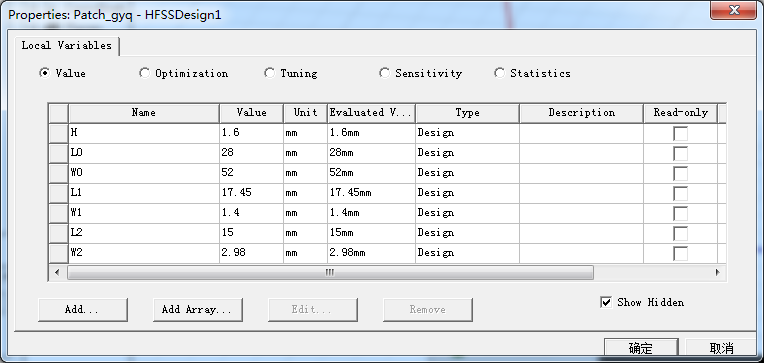 Properties: Patch_gyq - HFSSDesign1
Local Variables
Value Optimization Tuning Sensitivity Statistics
Name Value Unit Evaluated V... Type Description Read-only
H 1.6 mm 1.6mm Design
L0 28 mm 28mm Design
W0 52 mm 52mm Design
L1 17.45 mm 17.45mm Design
W1 1.4 mm 1.4mm Design
L2 15 mm 15mm Design
W2 2.98 mm 2.98mm Design
Add... Add Array... Edit... Remove Show Hidden
确定 取消